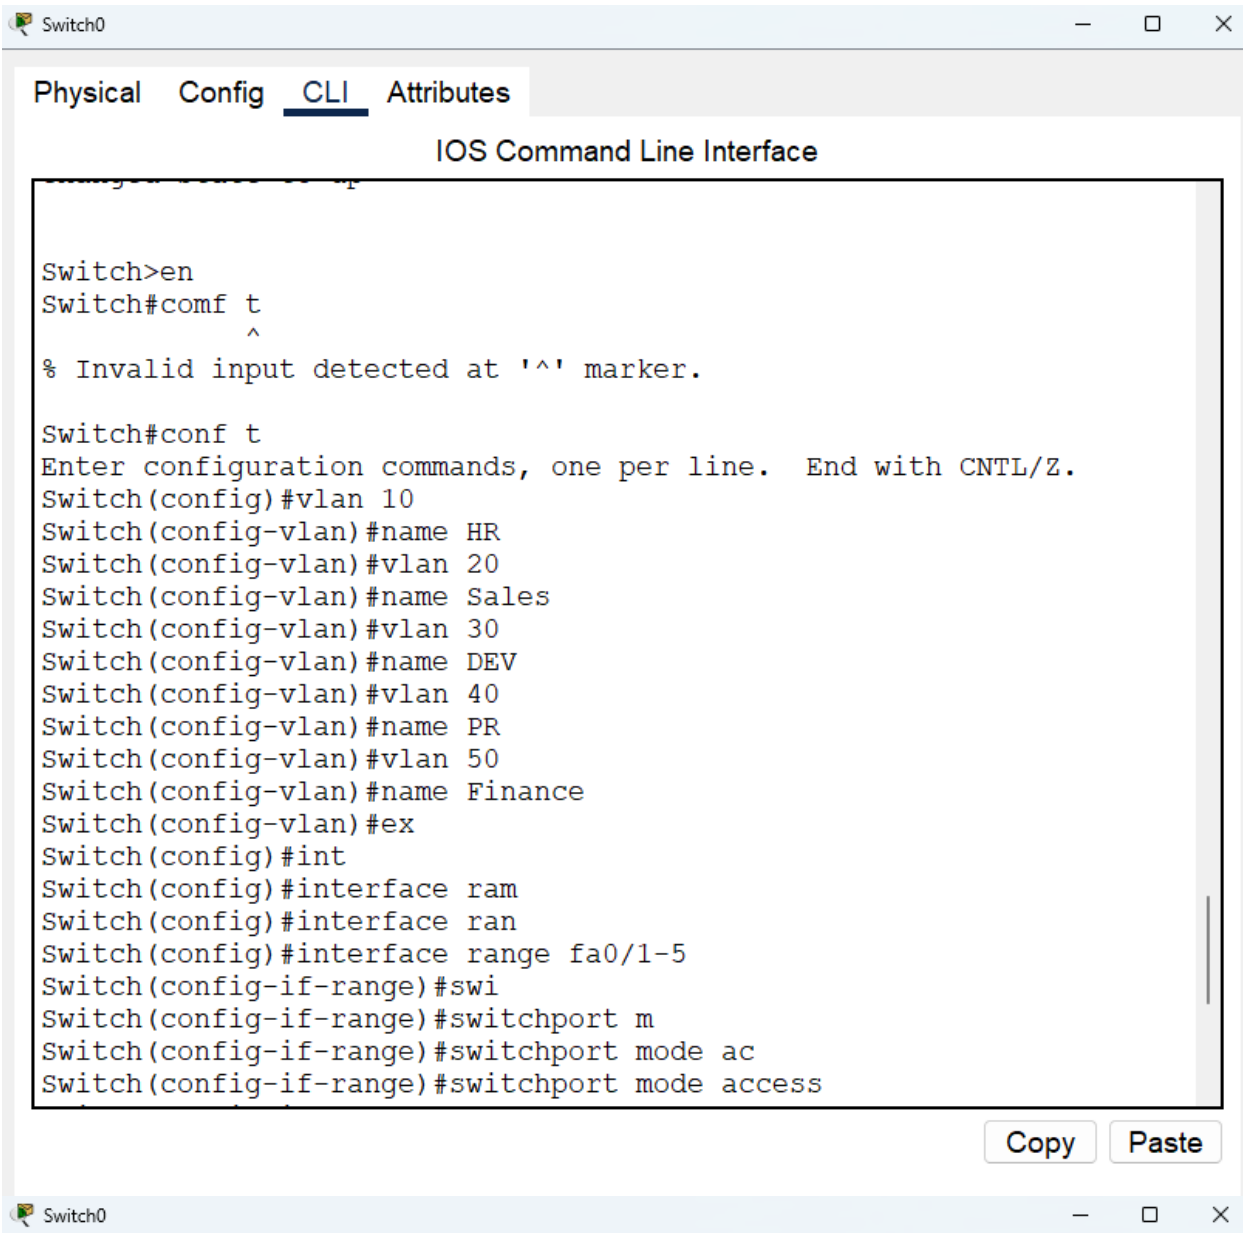 Switch0
Physical Config CLI Attributes
IOS Command Line Interface
Switch>en
Switch#comf t
^
% Invalid input detected at '^' marker.
Switch#conf t
Enter configuration commands, one per line.  End with CNTL/Z.
Switch(config)#vlan 10
Switch(config-vlan)#name HR
Switch(config-vlan)#vlan 20
Switch(config-vlan)#name Sales
Switch(config-vlan)#vlan 30
Switch(config-vlan)#name DEV
Switch(config-vlan)#vlan 40
Switch(config-vlan)#name PR
Switch(config-vlan)#vlan 50
Switch(config-vlan)#name Finance
Switch(config-vlan)#ex
Switch(config)#int
Switch(config)#interface ram
Switch(config)#interface ran
Switch(config)#interface range fa0/1-5
Switch(config-if-range)#swi
Switch(config-if-range)#switchport m
Switch(config-if-range)#switchport mode ac
Switch(config-if-range)#switchport mode access
Copy Paste
Switch0